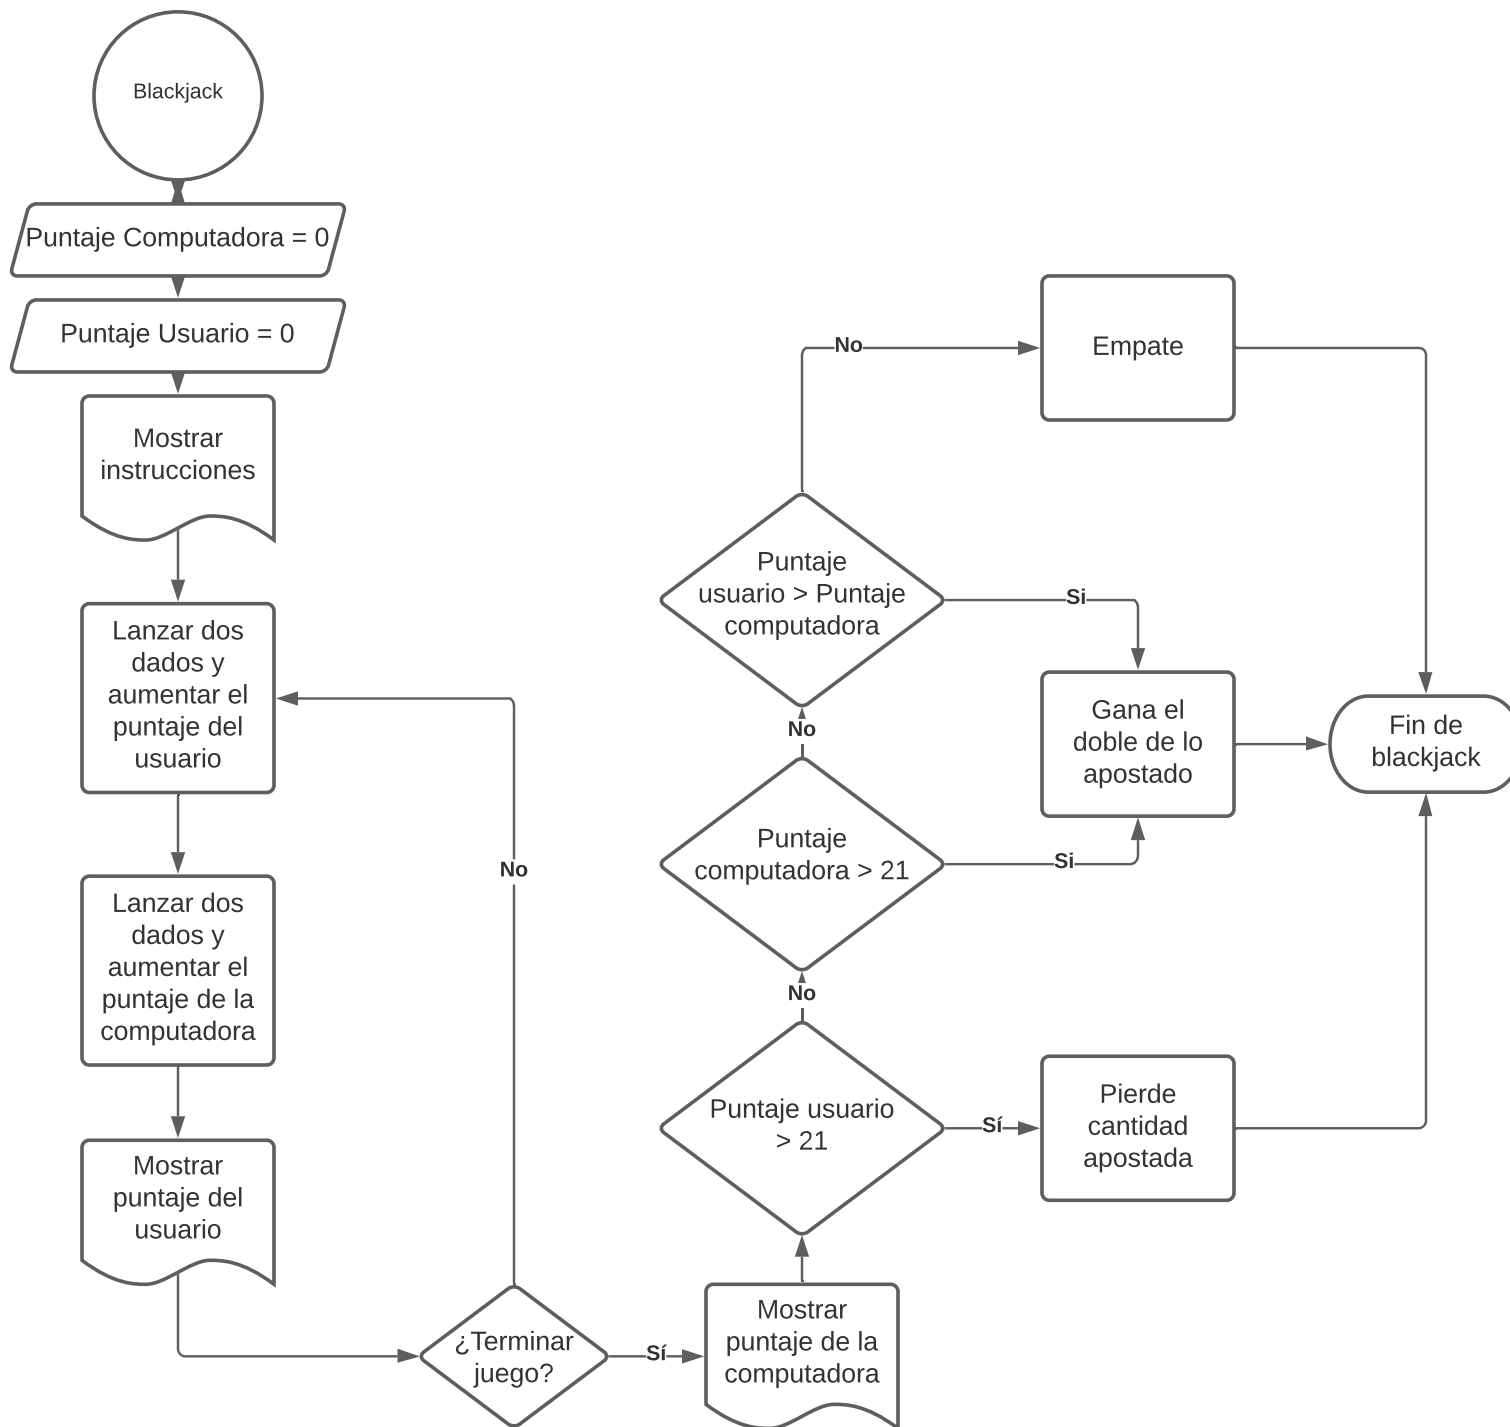 Blackjack
Puntaje Computadora = 0
Puntaje Usuario = 0
Mostrar
instrucciones
Lanzar dos
dados y
aumentar el
puntaje del
usuario
Lanzar dos
dados y
aumentar el
puntaje de la
computadora
Mostrar
puntaje del
usuario
¿Terminar
juego?
No
Sí
Mostrar
puntaje de la
computadora
Puntaje usuario
> 21
Sí
Pierde
cantidad
apostada
No
Puntaje
computadora > 21
Si
Gana el
doble de lo
apostado
No
Puntaje
usuario > Puntaje
computadora
Si
No
Empate
Fin de
blackjack